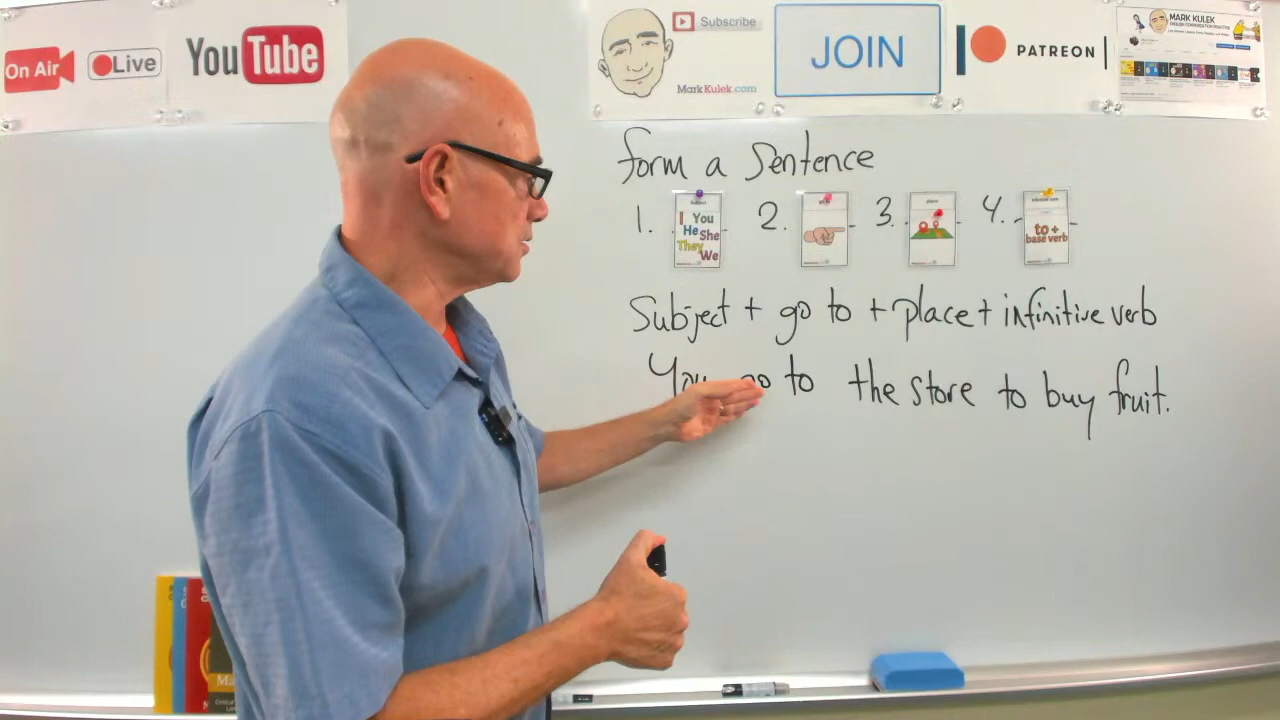 On Air
Live
YouTube
Subscribe
MarkKulek.com
JOIN
PATREON
MARK KULEK
Form a Sentence
1. 2. 3. 4.
Subject
I You
He She
They We
place
to +
base verb
Subject + go to + place + infinitive verb
You go to the store to buy fruit.